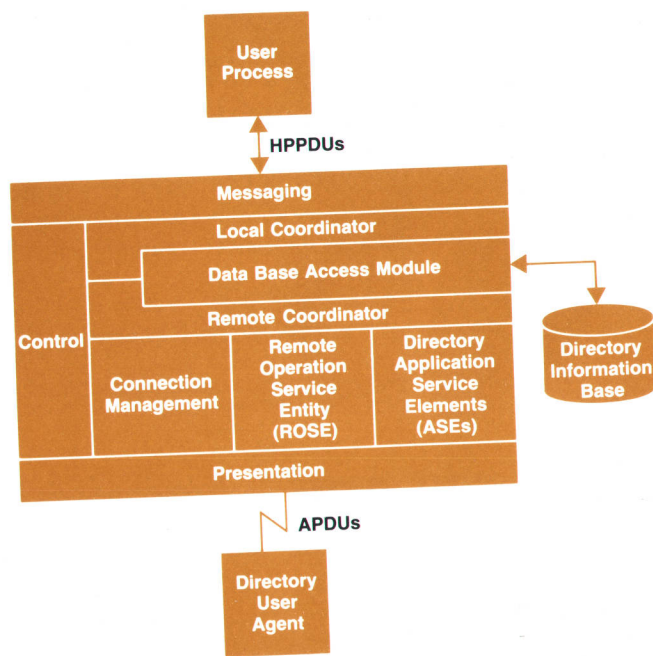 User
Process
HPPDUs
Messaging
Local Coordinator
Data Base Access Module
Remote Coordinator
Control
Connection
Management
Remote
Operation
Service
Entity
(ROSE)
Directory
Application
Service
Elements
(ASEs)
Directory
Information
Base
Presentation
APDUs
Directory
User
Agent